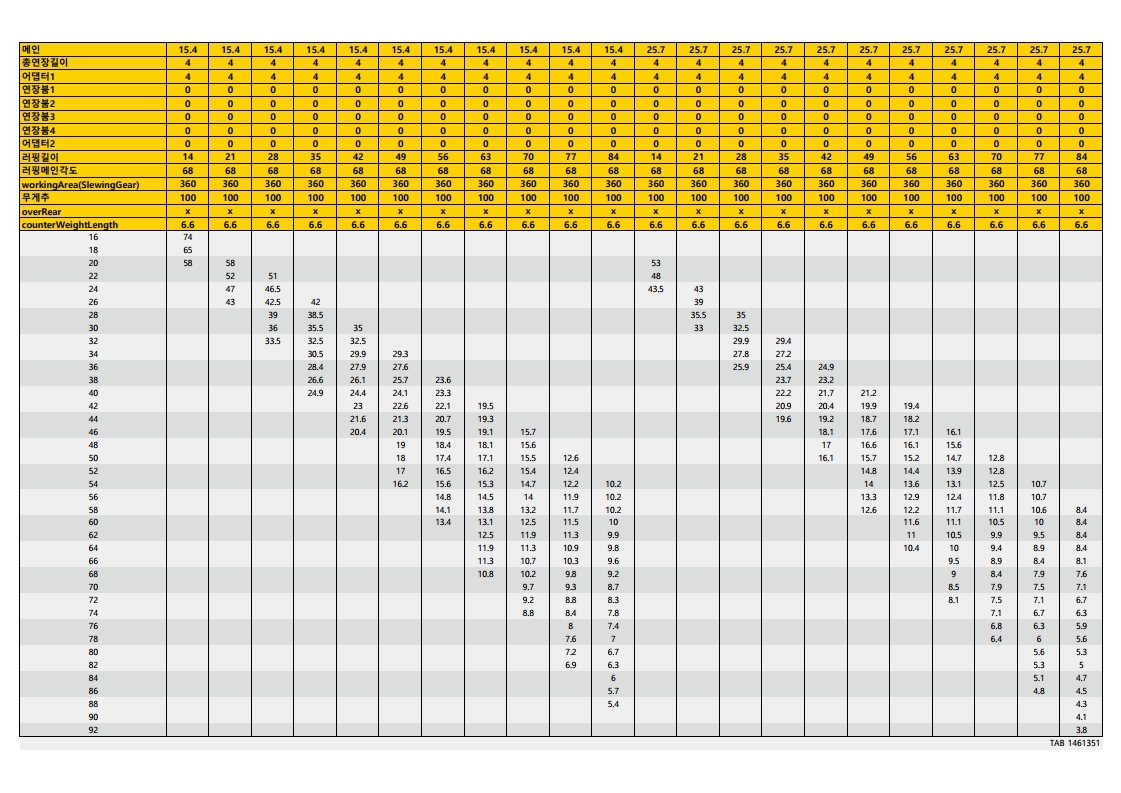 메인 15.4 15.4 15.4 15.4 15.4 15.4 15.4 15.4 15.4 15.4 15.4 25.7 25.7 25.7 25.7 25.7 25.7 25.7 25.7 25.7 25.7 25.7
총연장길이 4 4 4 4 4 4 4 4 4 4 4 4 4 4 4 4 4 4 4 4 4 4
어댑터1 4 4 4 4 4 4 4 4 4 4 4 4 4 4 4 4 4 4 4 4 4 4
연장붐1 0 0 0 0 0 0 0 0 0 0 0 0 0 0 0 0 0 0 0 0 0 0
연장붐2 0 0 0 0 0 0 0 0 0 0 0 0 0 0 0 0 0 0 0 0 0 0
연장붐3 0 0 0 0 0 0 0 0 0 0 0 0 0 0 0 0 0 0 0 0 0 0
연장붐4 0 0 0 0 0 0 0 0 0 0 0 0 0 0 0 0 0 0 0 0 0 0
어댑터2 0 0 0 0 0 0 0 0 0 0 0 0 0 0 0 0 0 0 0 0 0 0
러핑길이 14 21 28 35 42 49 56 63 70 77 84 14 21 28 35 42 49 56 63 70 77 84
러핑메인각도 68 68 68 68 68 68 68 68 68 68 68 68 68 68 68 68 68 68 68 68 68 68
workingArea(SlewingGear) 360 360 360 360 360 360 360 360 360 360 360 360 360 360 360 360 360 360 360 360 360 360
무게추 100 100 100 100 100 100 100 100 100 100 100 100 100 100 100 100 100 100 100 100 100 100
overRear x x x x x x x x x x x x x x x x x x x x x x
counterWeightLength 6.6 6.6 6.6 6.6 6.6 6.6 6.6 6.6 6.6 6.6 6.6 6.6 6.6 6.6 6.6 6.6 6.6 6.6 6.6 6.6 6.6 6.6
16 74
18 65
20 58 58 53
22 52 51 48
24 47 46.5 43.5 43
26 43 42.5 42 39
28 39 38.5 35.5 35
30 36 35.5 35 33 32.5
32 33.5 32.5 32.5 29.9 29.4
34 30.5 29.9 29.3 27.8 27.2
36 28.4 27.9 27.6 25.9 25.4 24.9
38 26.6 26.1 25.7 23.6 23.7 23.2
40 24.9 24.4 24.1 23.3 22.2 21.7 21.2
42 23 22.6 22.1 19.5 20.9 20.4 19.9 19.4
44 21.6 21.3 20.7 19.3 19.6 19.2 18.7 18.2
46 20.4 20.1 19.5 19.1 15.7 18.1 17.6 17.1 16.1
48 19 18.4 18.1 15.6 17 16.6 16.1 15.6
50 18 17.4 17.1 15.5 12.6 16.1 15.7 15.2 14.7 12.8
52 17 16.5 16.2 15.4 12.4 14.8 14.4 13.9 12.8
54 16.2 15.6 15.3 14.7 12.2 10.2 14 13.6 13.1 12.5 10.7
56 14.8 14.5 14 11.9 10.2 13.3 12.9 12.4 11.8 10.7
58 14.1 13.8 13.2 11.7 10.2 12.6 12.2 11.7 11.1 10.6 8.4
60 13.4 13.1 12.5 11.5 10 11.6 11.1 10.5 10 8.4
62 12.5 11.9 11.3 9.9 11 10.5 9.9 9.5 8.4
64 11.9 11.3 10.9 9.8 10.4 10 9.4 8.9 8.4
66 11.3 10.7 10.3 9.6 9.5 8.9 8.4 8.1
68 10.8 10.2 9.8 9.2 9 8.4 7.9 7.6
70 9.7 9.3 8.7 8.5 7.9 7.5 7.1
72 9.2 8.8 8.3 8.1 7.5 7.1 6.7
74 8.8 8.4 7.8 7.1 6.7 6.3
76 8 7.4 6.8 6.3 5.9
78 7.6 7 6.4 6 5.6
80 7.2 6.7 5.6 5.3
82 6.9 6.3 5.3 5
84 6 5.1 4.7
86 5.7 4.8 4.5
88 5.4 4.3
90 4.1
92 3.8
TAB 1461351